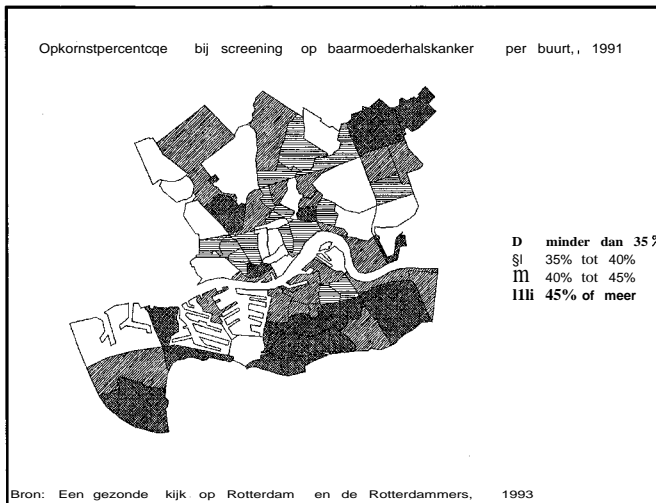 Opkornstpercentcqe bij screening op baarmoederhalskanker per buurt,, 1991
D minder dan 35%
§l 35% tot 40%
m 40% tot 45%
l1li 45% of meer
Bron: Een gezonde kijk op Rotterdam en de Rotterdammers, 1993